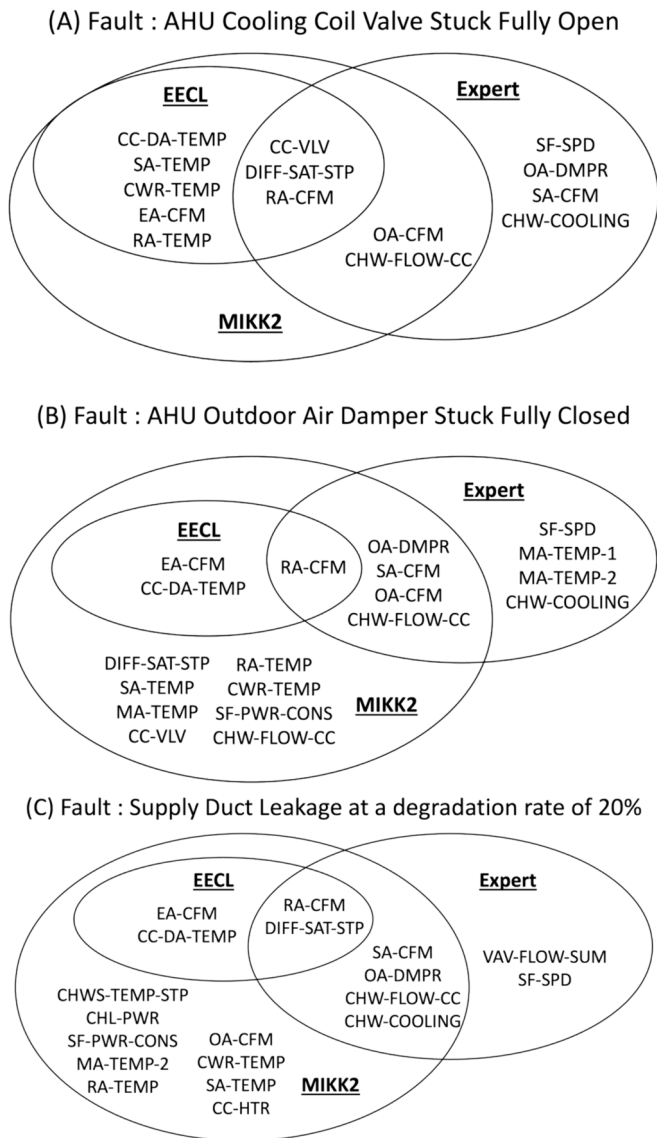 (A) Fault : AHU Cooling Coil Valve Stuck Fully Open
EECL
Expert
CC-DA-TEMP
SA-TEMP
CWR-TEMP
EA-CFM
RA-TEMP
CC-VLV
DIFF-SAT-STP
RA-CFM
SF-SPD
OA-DMPR
SA-CFM
CHW-COOLING
OA-CFM
CHW-FLOW-CC
MIKK2
(B) Fault : AHU Outdoor Air Damper Stuck Fully Closed
EECL
Expert
EA-CFM
CC-DA-TEMP
RA-CFM
OA-DMPR
SA-CFM
OA-CFM
CHW-FLOW-CC
SF-SPD
MA-TEMP-1
MA-TEMP-2
CHW-COOLING
DIFF-SAT-STP
SA-TEMP
MA-TEMP
CC-VLV
RA-TEMP
CWR-TEMP
SF-PWR-CONS
CHW-FLOW-CC
MIKK2
(C) Fault : Supply Duct Leakage at a degradation rate of 20%
EECL
Expert
EA-CFM
CC-DA-TEMP
RA-CFM
DIFF-SAT-STP
SA-CFM
OA-DMPR
CHW-FLOW-CC
CHW-COOLING
VAV-FLOW-SUM
SF-SPD
CHWS-TEMP-STP
CHL-PWR
SF-PWR-CONS
MA-TEMP-2
RA-TEMP
OA-CFM
CWR-TEMP
SA-TEMP
CC-HTR
MIKK2